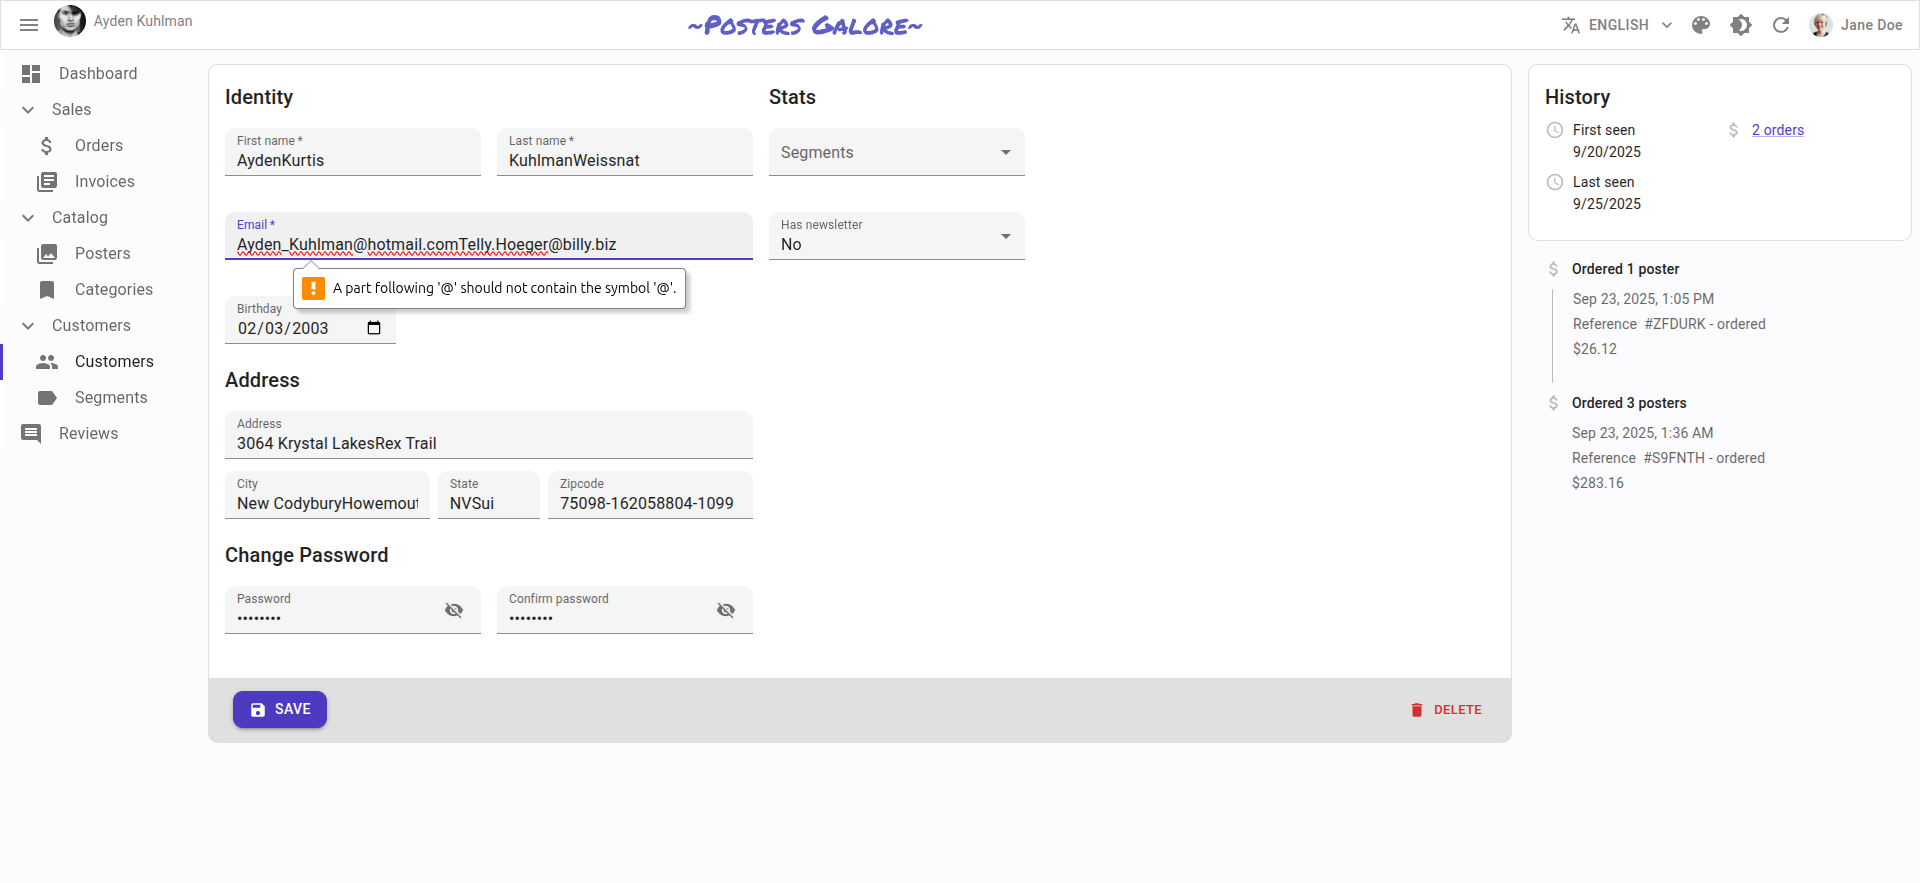 Ayden Kuhlman
~Posters Galore~
ENGLISH
Jane Doe
Dashboard
Sales
Orders
Invoices
Catalog
Posters
Categories
Customers
Customers
Segments
Reviews
Identity
First name *
AydenKurtis
Last name *
KuhlmanWeissnat
Email *
Ayden_Kuhlman@hotmail.comTelly.Hoeger@billy.biz
A part following '@' should not contain the symbol '@'.
Birthday
02/03/2003
Stats
Segments
Has newsletter
No
Address
Address
3064 Krystal LakesRex Trail
City
New CodyburyHowemout
State
NVSui
Zipcode
75098-162058804-1099
Change Password
Password
••••••••
Confirm password
••••••••
SAVE
DELETE
History
First seen
9/20/2025
2 orders
Last seen
9/25/2025
Ordered 1 poster
Sep 23, 2025, 1:05 PM
Reference #ZFDURK - ordered
$26.12
Ordered 3 posters
Sep 23, 2025, 1:36 AM
Reference #S9FNTH - ordered
$283.16